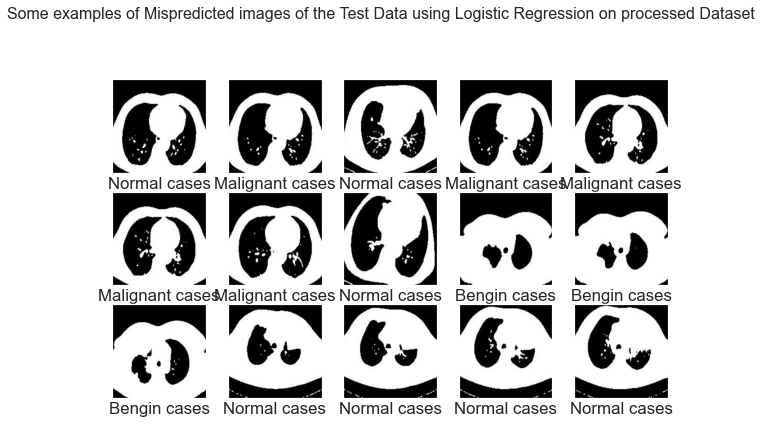 Some examples of Mispredicted images of the Test Data using Logistic Regression on processed Dataset
Normal cases Malignant cases Normal cases Malignant cases Malignant cases
Malignant cases Malignant cases Normal cases Bengin cases Bengin cases
Bengin cases Normal cases Normal cases Normal cases Normal cases